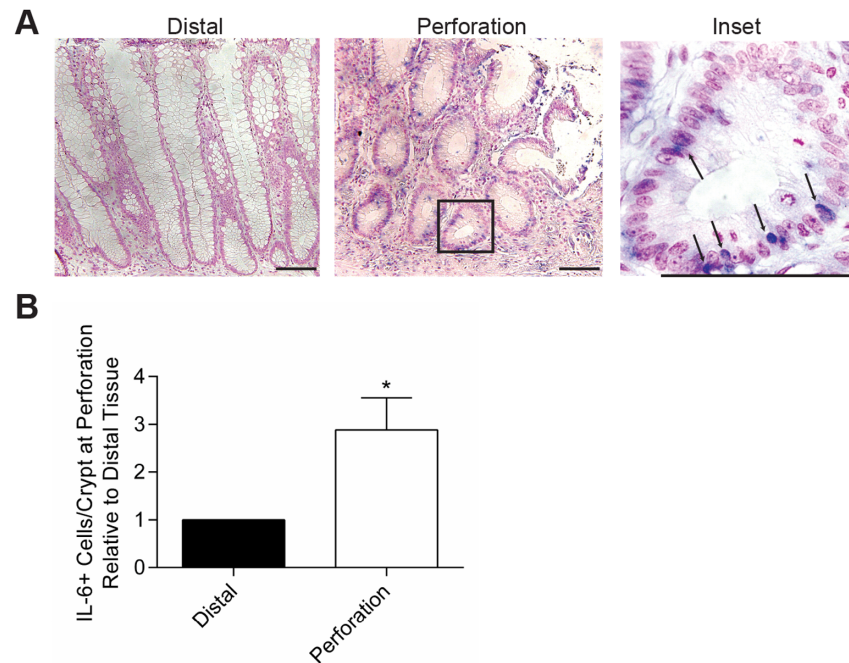 A
Distal
Perforation
Inset
B
IL-6+ Cells/Crypt at Perforation
Relative to Distal Tissue
4
3
2
1
0
*
Distal
Perforation